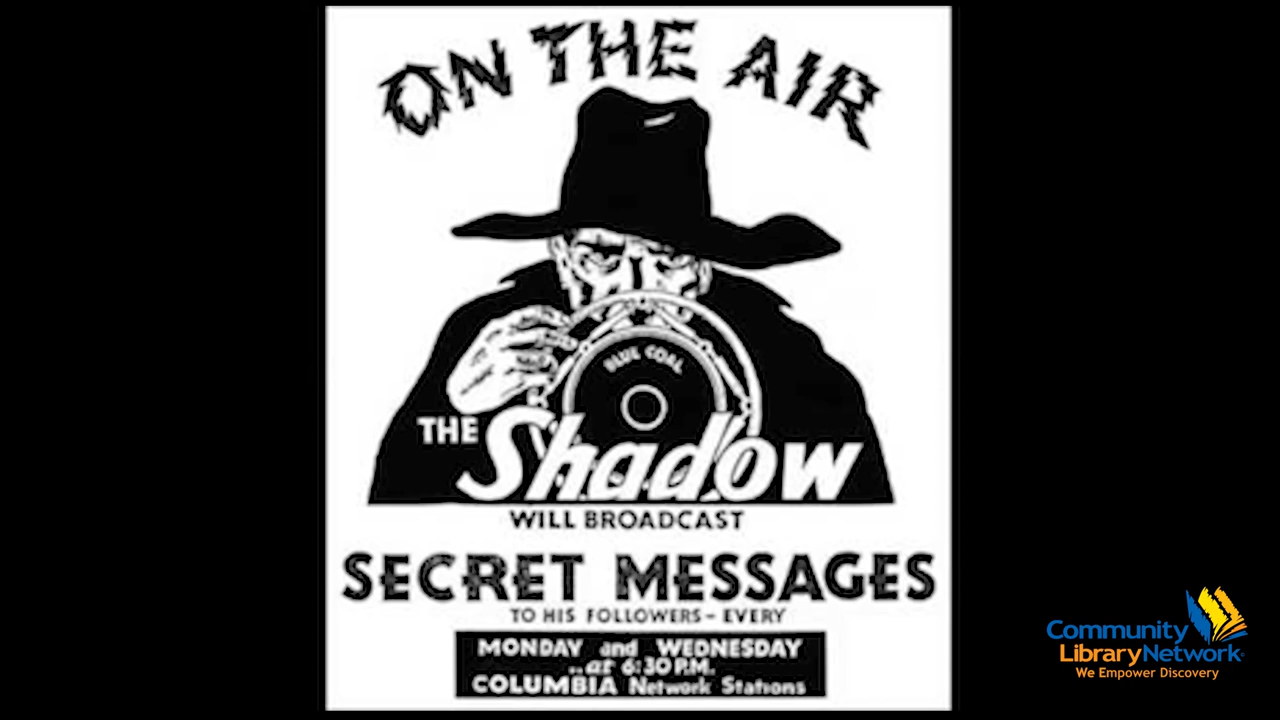 ON THE AIR
BLUE COAL
THE Shadow
WILL BROADCAST
SECRET MESSAGES
TO HIS FOLLOWERS - EVERY
MONDAY and WEDNESDAY
..at 6:30 P.M.
COLUMBIA Network Stations
Community
LibraryNetwork
We Empower Discovery